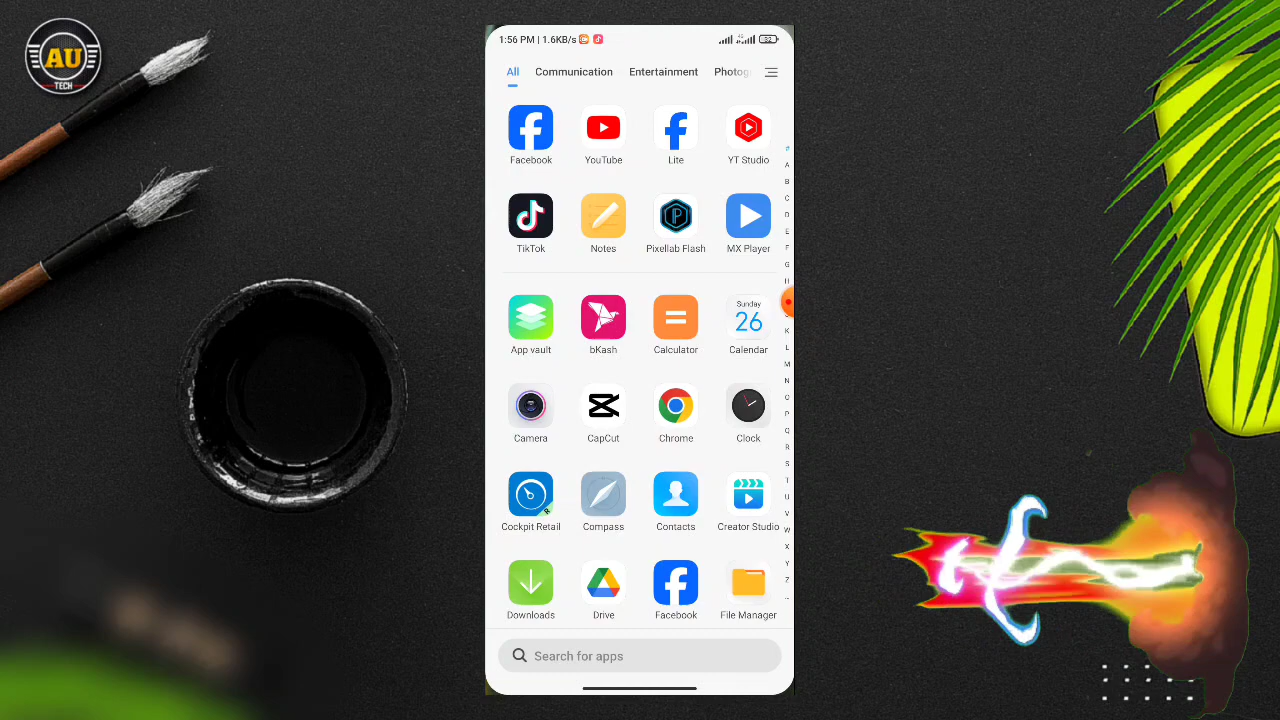 AU
TECH
1:56 PM | 1.6KB/s
32
All Communication Entertainment Photog
Facebook YouTube Lite YT Studio
TikTok Notes Pixellab Flash MX Player
Sunday
26
App vault bKash Calculator Calendar
Camera CapCut Chrome Clock
Cockpit Retail Compass Contacts Creator Studio
Downloads Drive Facebook File Manager
#
A
B
C
D
E
F
G
H
K
L
M
N
O
P
Q
R
S
T
U
V
W
X
Y
Z
Search for apps